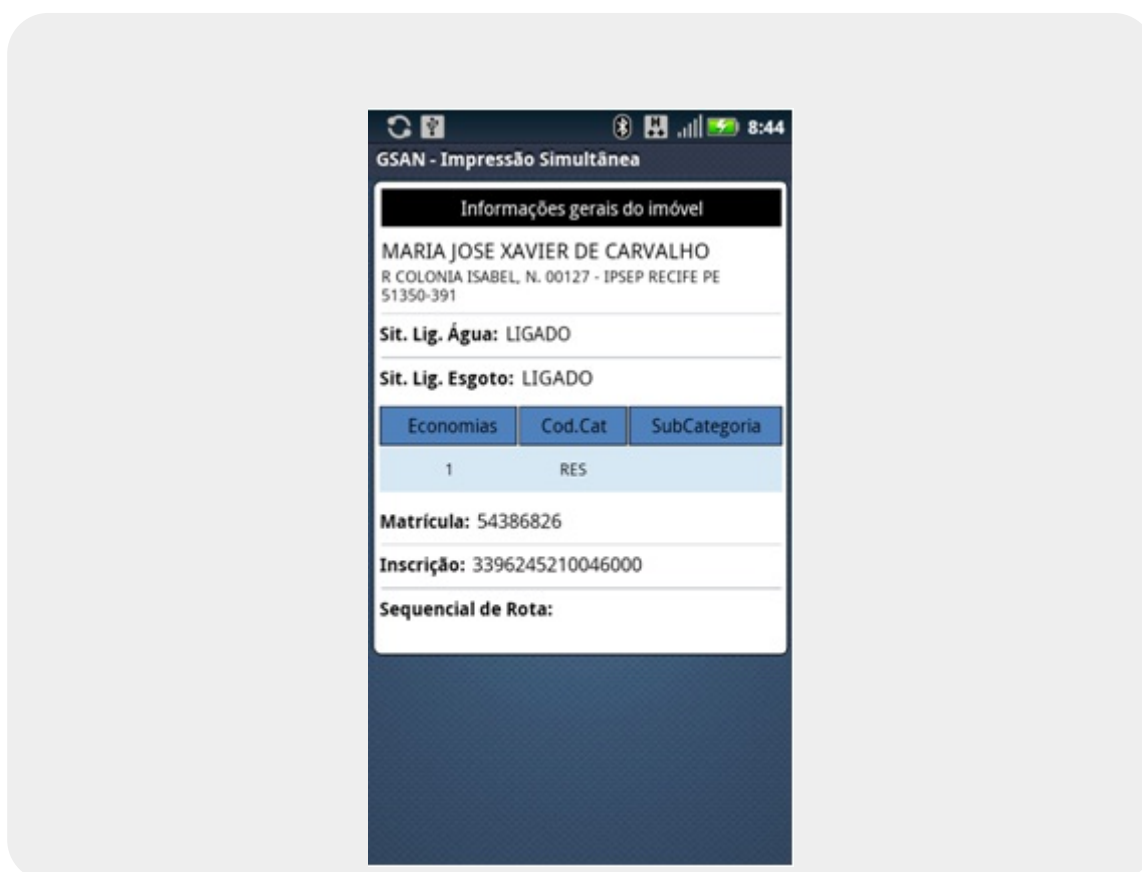 8:44
GSAN - Impressão Simultânea
Informações gerais do imóvel
MARIA JOSE XAVIER DE CARVALHO
R COLONIA ISABEL, N. 00127 - IPSEP RECIFE PE
51350-391
Sit. Lig. Água: LIGADO
Sit. Lig. Esgoto: LIGADO
Economias Cod.Cat SubCategoria
1 RES
Matrícula: 54386826
Inscrição: 3396245210046000
Sequencial de Rota: